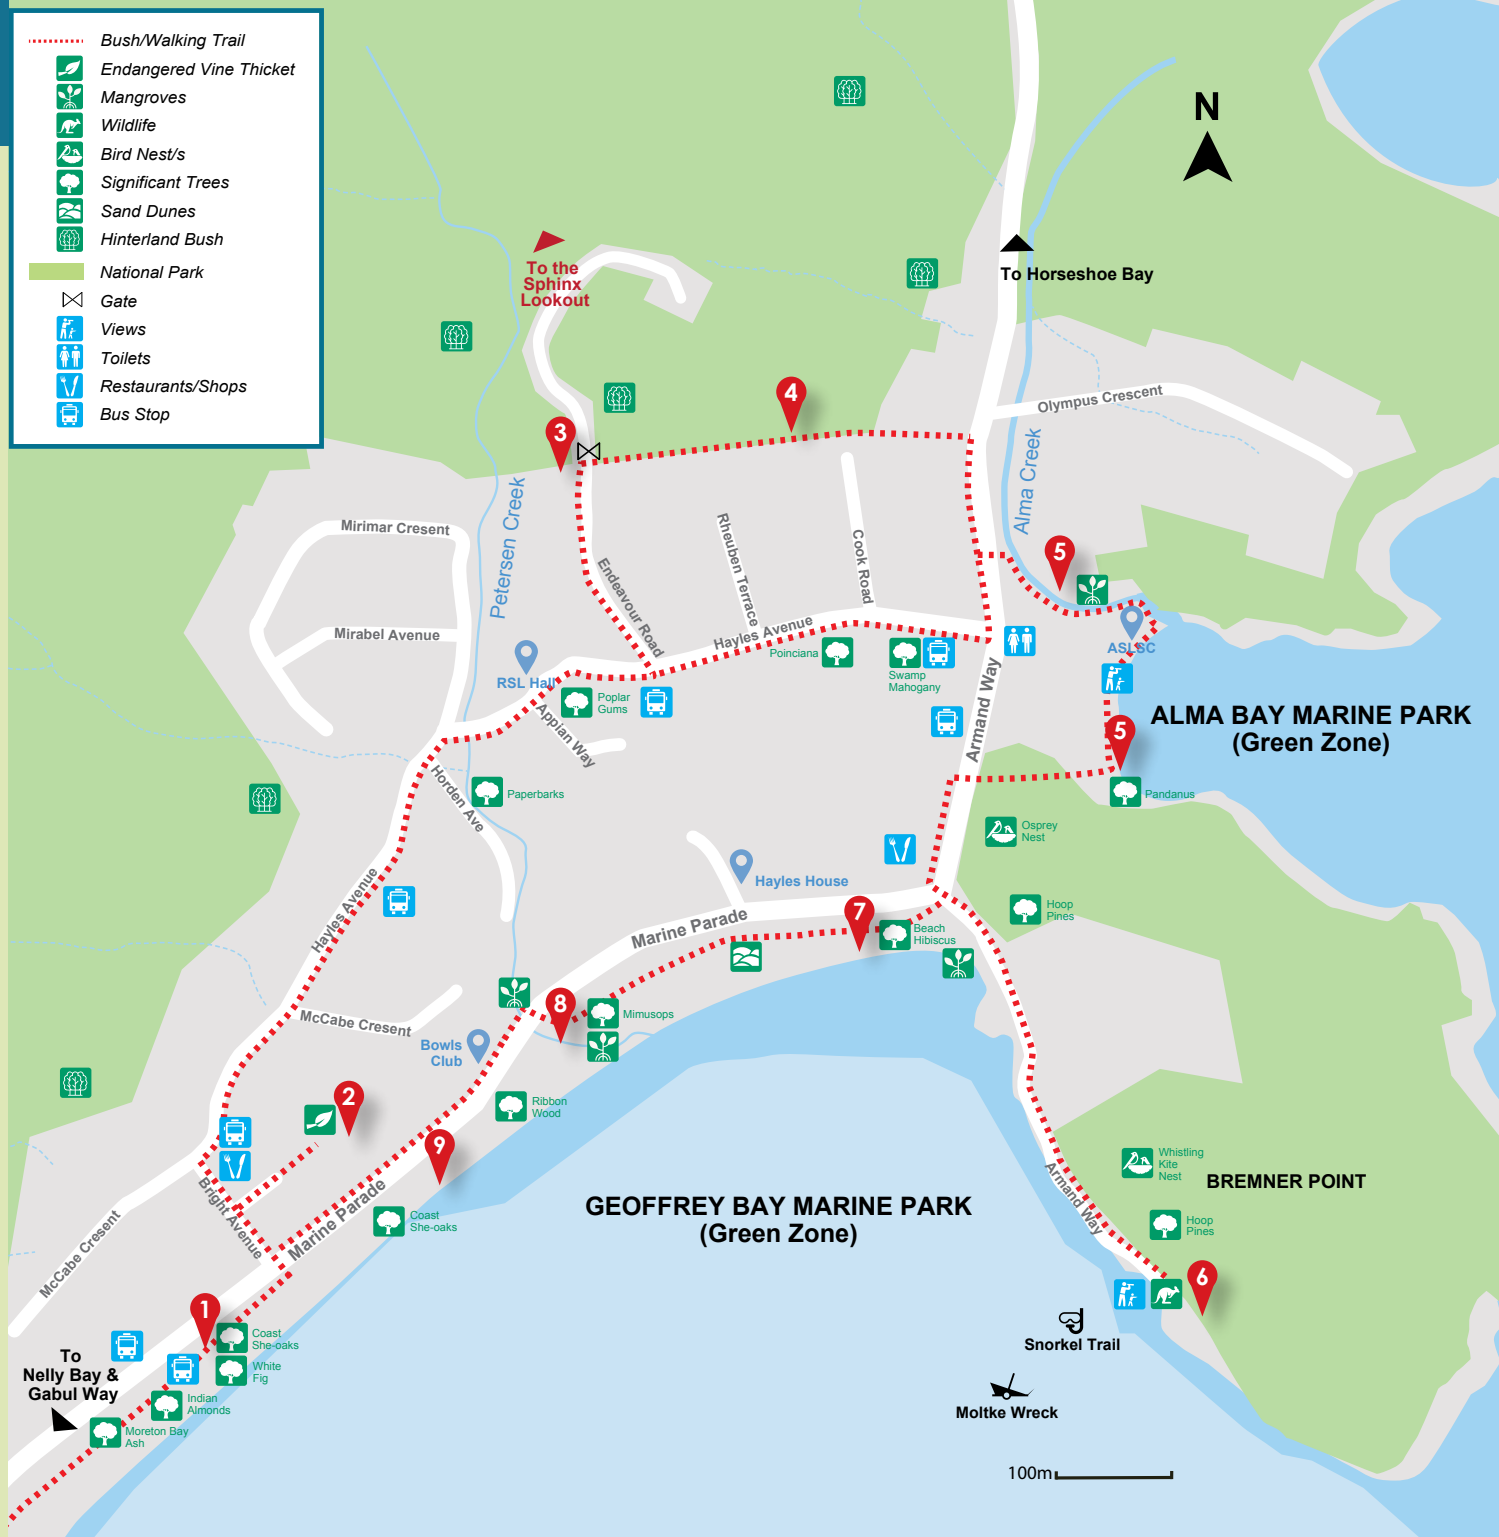 Bush/Walking Trail
Endangered Vine Thicket
Mangroves
Wildlife
Bird Nest/s
Significant Trees
Sand Dunes
Hinterland Bush
National Park
Gate
Views
Toilets
Restaurants/Shops
Bus Stop
N
To the
Sphinx
Lookout
To Horseshoe Bay
4
Olympus Crescent
3
Alma Creek
Petersen Creek
Mirimar Cresent
Rheuben Terrace
Cook Road
5
Endeavour Road
Mirabel Avenue
Hayles Avenue
ASLSC
Poinciana
RSL Hall
Swamp
Mahogany
Poplar
Gums
Armand Way
Appian Way
5
ALMA BAY MARINE PARK
(Green Zone)
Horden Ave
Paperbarks
Pandanus
Osprey
Nest
Hayles House
Hayles Avenue
Marine Parade
7
Beach
Hibiscus
Hoop
Pines
McCabe Cresent
8
Mimusops
Bowls
Club
2
Ribbon
Wood
9
Whistling
Kite
Nest
BREMNER POINT
Armand Way
GEOFFREY BAY MARINE PARK
(Green Zone)
Bright Avenue
Marine Parade
Coast
She-oaks
Hoop
Pines
McCabe Cresent
6
1
Coast
She-oaks
Snorkel Trail
To
Nelly Bay &
Gabul Way
White
Fig
Indian
Almonds
Moltke Wreck
Moreton Bay
Ash
100m